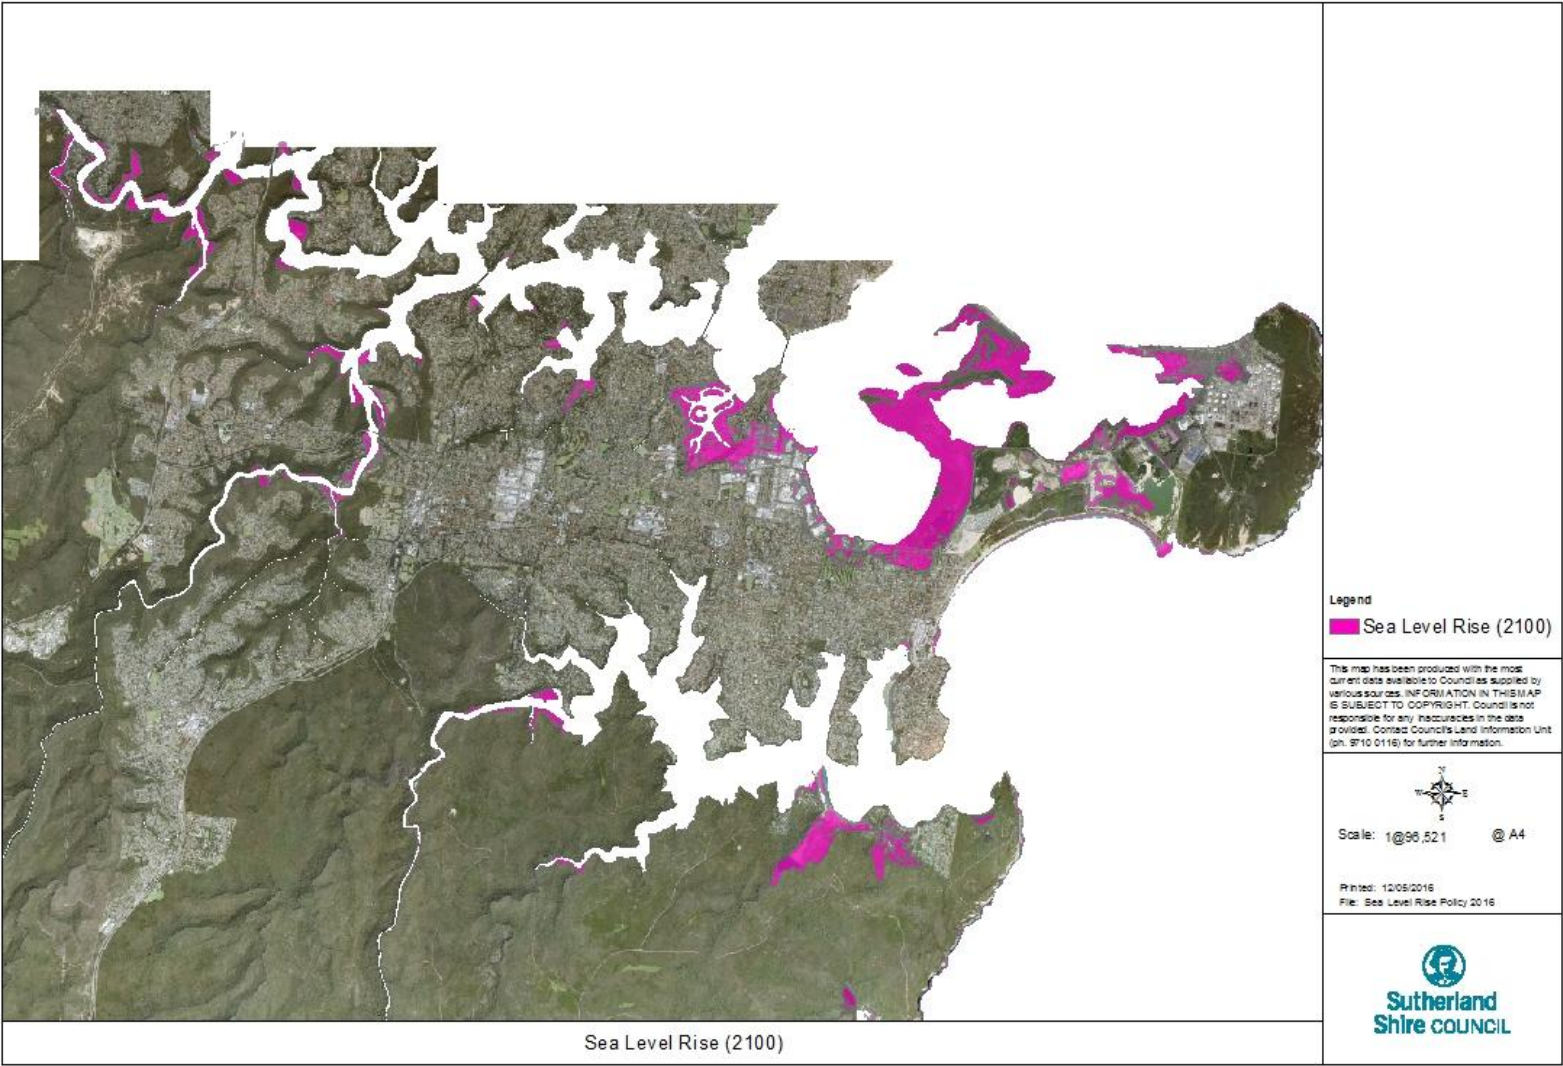 Legend
Sea Level Rise (2100)
This map has been produced with the most
current data available to Council as supplied by
various sources. INFORMATION IN THIS MAP
IS SUBJECT TO COPYRIGHT. Council is not
responsible for any inaccuracies in the data
provided. Contact Council's Land Information Unit
(ph. 9710 0116) for further information.
N
W E
S
Scale: 1@96,521 @ A4
Printed: 12/05/2016
File: Sea Level Rise Policy 2016
Sutherland
Shire COUNCIL
Sea Level Rise (2100)